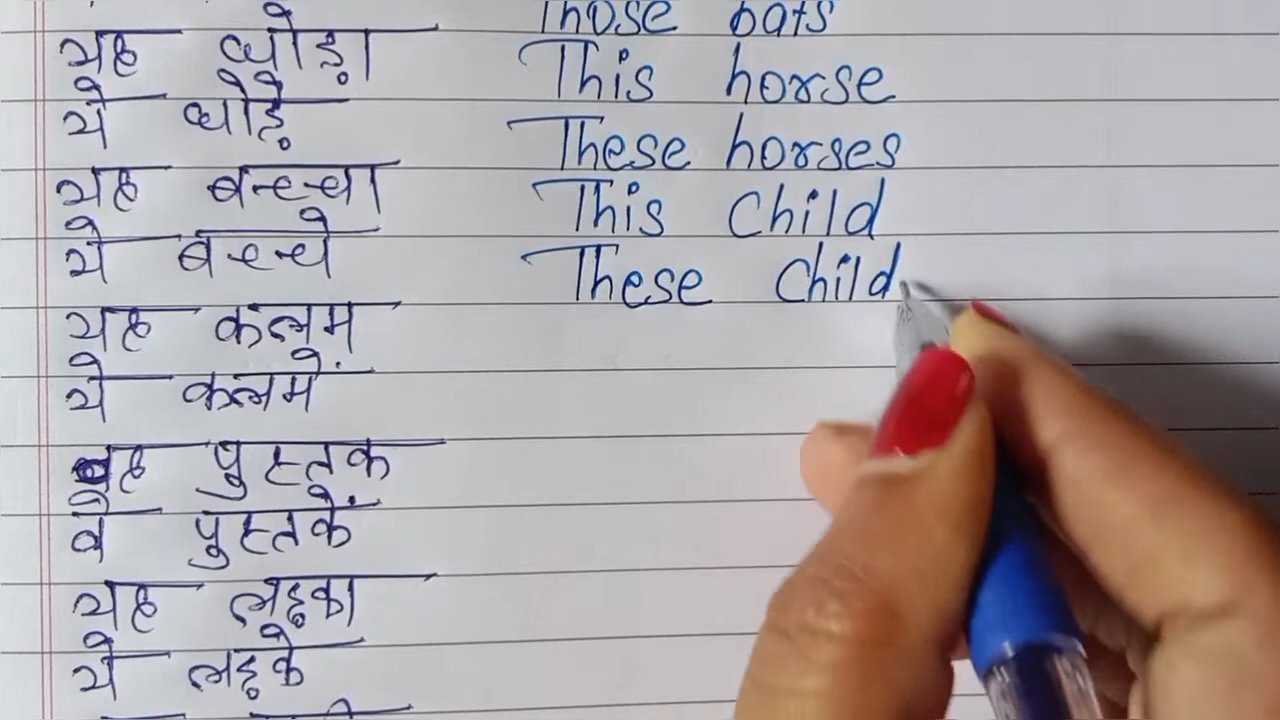 Those bats
यह घोड़ा This horse
ये घोड़े These horses
यह बच्चा This Child
ये बच्चे These Child
यह कलम
ये कलमें
वह पुस्तक
वे पुस्तकें
यह लड़का
ये लड़के